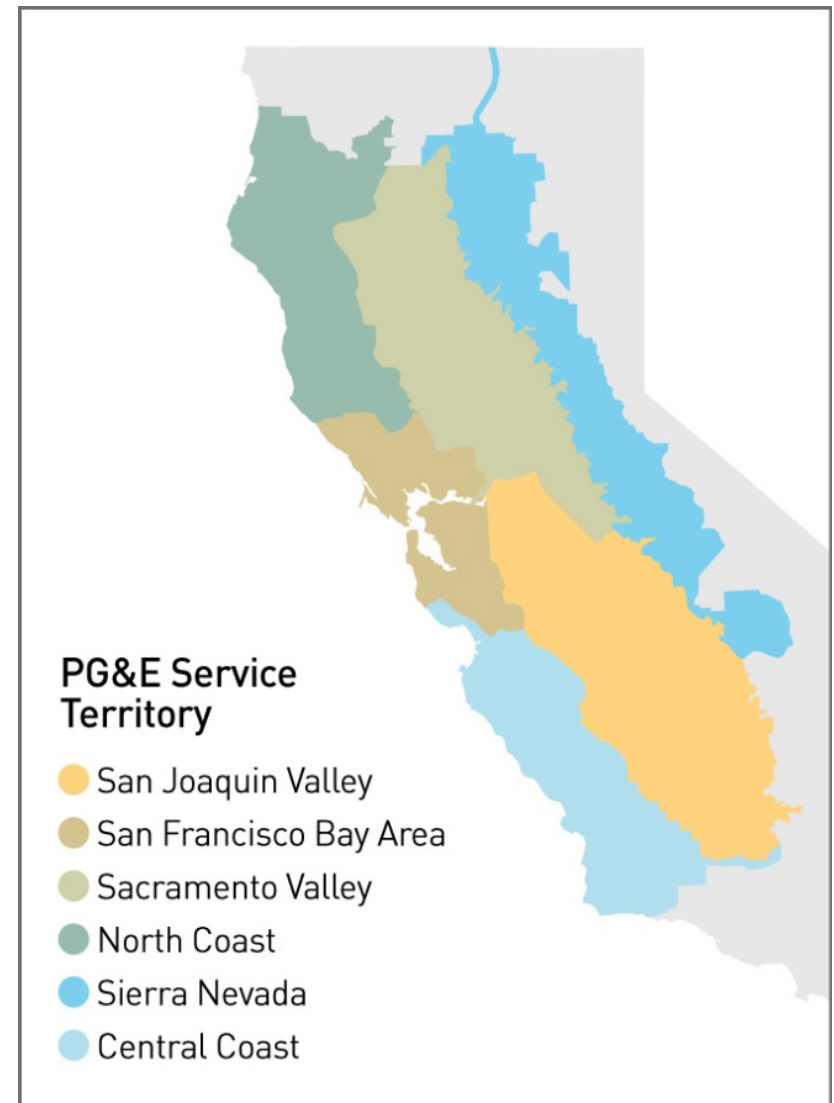 PG&E Service
Territory
San Joaquin Valley
San Francisco Bay Area
Sacramento Valley
North Coast
Sierra Nevada
Central Coast